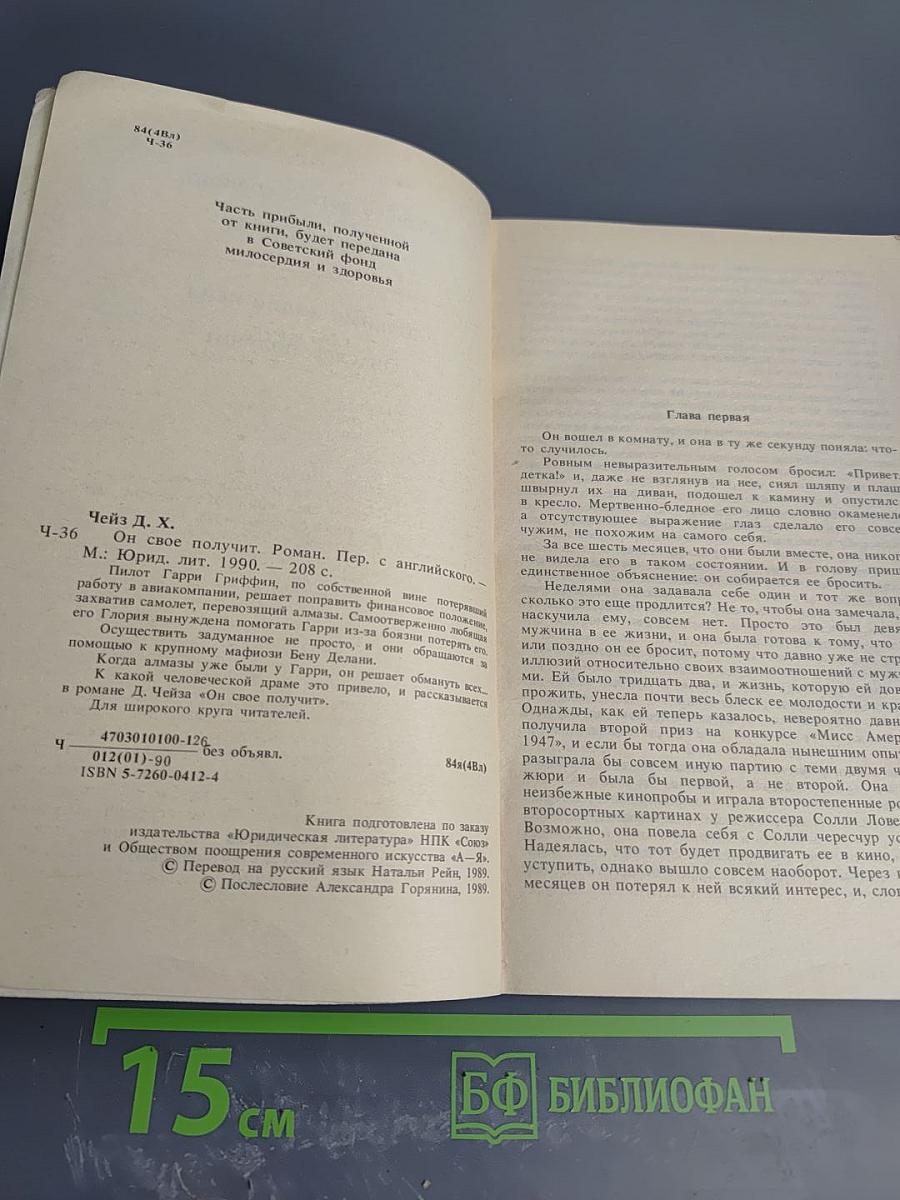 84(4Вл)
Ч-36
Часть прибыли, полученной
от книги, будет передана
в Советский фонд
милосердия и здоровья
Чейз Д. Х.
Ч-36 Он свое получит. Роман. Пер. с английского. —
М.: Юрид. лит. 1990. — 208 с.
Пилот Гарри Гриффин, по собственной вине потерявший
работу в авиакомпании, решает поправить финансовое положение,
захватив самолет, перевозящий алмазы. Самоотверженно любящая
его Глория вынуждена помогать Гарри из-за боязни потерять его.
Осуществить задуманное не просто, и они обращаются за
помощью к крупному мафиози Бену Делани.
Когда алмазы уже были у Гарри, он решает обмануть всех...
К какой человеческой драме это привело, и рассказывается
в романе Д. Чейза «Он свое получит».
Для широкого круга читателей.
Ч 4703010100-126
012(01)-90 без объявл.
84я(4Вл)
ISBN 5-7260-0412-4
Книга подготовлена по заказу
издательства «Юридическая литература» НПК «Союз»
и Обществом поощрения современного искусства «А—Я».
© Перевод на русский язык Натальи Рейн, 1989.
© Послесловие Александра Горянина, 1989.
Глава первая
Он вошел в комнату, и она в ту же секунду поняла: что-
то случилось.
Ровным невыразительным голосом бросил: «Привет,
детка!» и, даже не взглянув на нее, снял шляпу и плащ
швырнул их на диван, подошел к камину и опустился
в кресло. Мертвенно-бледное его лицо словно окаменело
а отсутствующее выражение глаз сделало его совсе
чужим, не похожим на самого себя.
За все шесть месяцев, что они были вместе, она никог
не видела его в таком состоянии. И в голову приш
единственное объяснение: он собирается ее бросить.
Неделями она задавала себе один и тот же вопр
сколько это еще продлится? Не то, чтобы она замечала,
наскучила ему, совсем нет. Просто это был девя
мужчина в ее жизни, и она была готова к тому, что
или поздно он ее бросит, потому что давно уже не стр
иллюзий относительно своих взаимоотношений с мужч
ми. Ей было тридцать два, и жизнь, которую ей дов
прожить, унесла почти весь блеск ее молодости и кра
Однажды, как ей теперь казалось, невероятно давн
получила второй приз на конкурсе «Мисс Амер
1947», и если бы тогда она обладала нынешним опыт
разыграла бы совсем иную партию с теми двумя ч
жюри и была бы первой, а не второй. Она
неизбежные кинопробы и играла второстепенные ро
второсортных картинах у режиссера Солли Лове
Возможно, она повела себя с Солли чересчур ус
Надеялась, что тот будет продвигать ее в кино,
уступить, однако вышло совсем наоборот. Через
месяцев он потерял к ней всякий интерес, и, слов
15 см
БФ БИБЛИОФАН